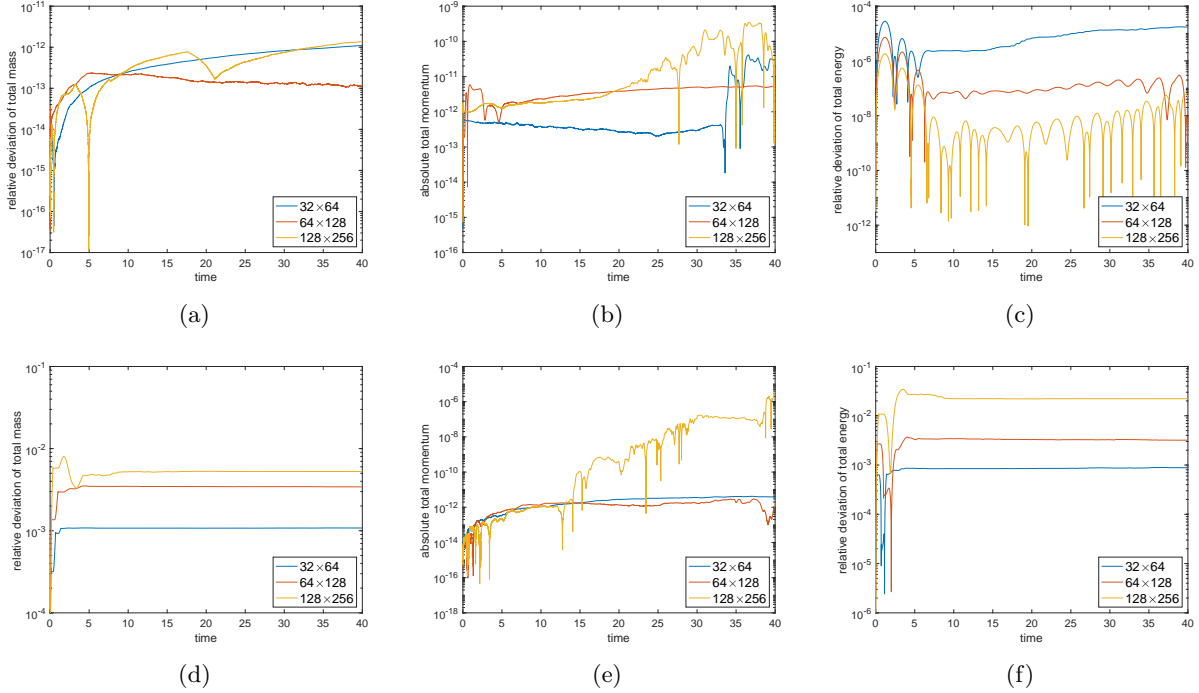 relative deviation of total mass
10^-11
10^-12
10^-13
10^-14
10^-15
10^-16
10^-17
0 5 10 15 20 25 30 35 40
time
32×64
64×128
128×256
(a)
absolute total momentum
10^-9
10^-10
10^-11
10^-12
10^-13
10^-14
10^-15
10^-16
0 5 10 15 20 25 30 35 40
time
32×64
64×128
128×256
(b)
relative deviation of total energy
10^-4
10^-6
10^-8
10^-10
10^-12
0 5 10 15 20 25 30 35 40
time
32×64
64×128
128×256
(c)
relative deviation of total mass
10^-1
10^-2
10^-3
10^-4
0 5 10 15 20 25 30 35 40
time
32×64
64×128
128×256
(d)
absolute total momentum
10^-4
10^-6
10^-8
10^-10
10^-12
10^-14
10^-16
10^-18
0 5 10 15 20 25 30 35 40
time
32×64
64×128
128×256
(e)
relative deviation of total energy
10^-1
10^-2
10^-3
10^-4
10^-5
10^-6
0 5 10 15 20 25 30 35 40
time
32×64
64×128
128×256
(f)